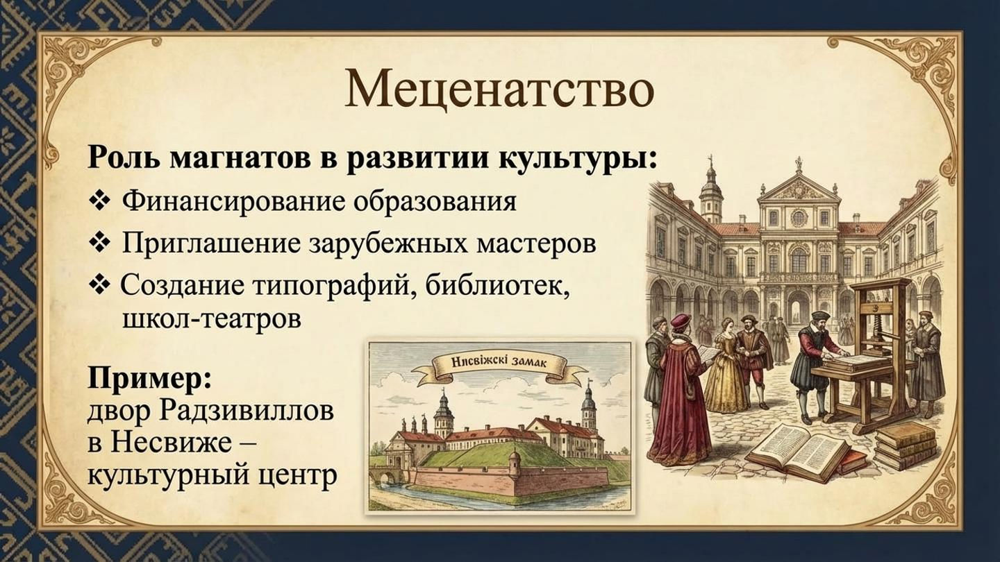 Меценатство
Роль магнатов в развитии культуры:
❖ Финансирование образования
❖ Приглашение зарубежных мастеров
❖ Создание типографий, библиотек,
школ-театров
Пример:
двор Радзивиллов
в Несвиже –
культурный центр
Нлсвіжскі замак